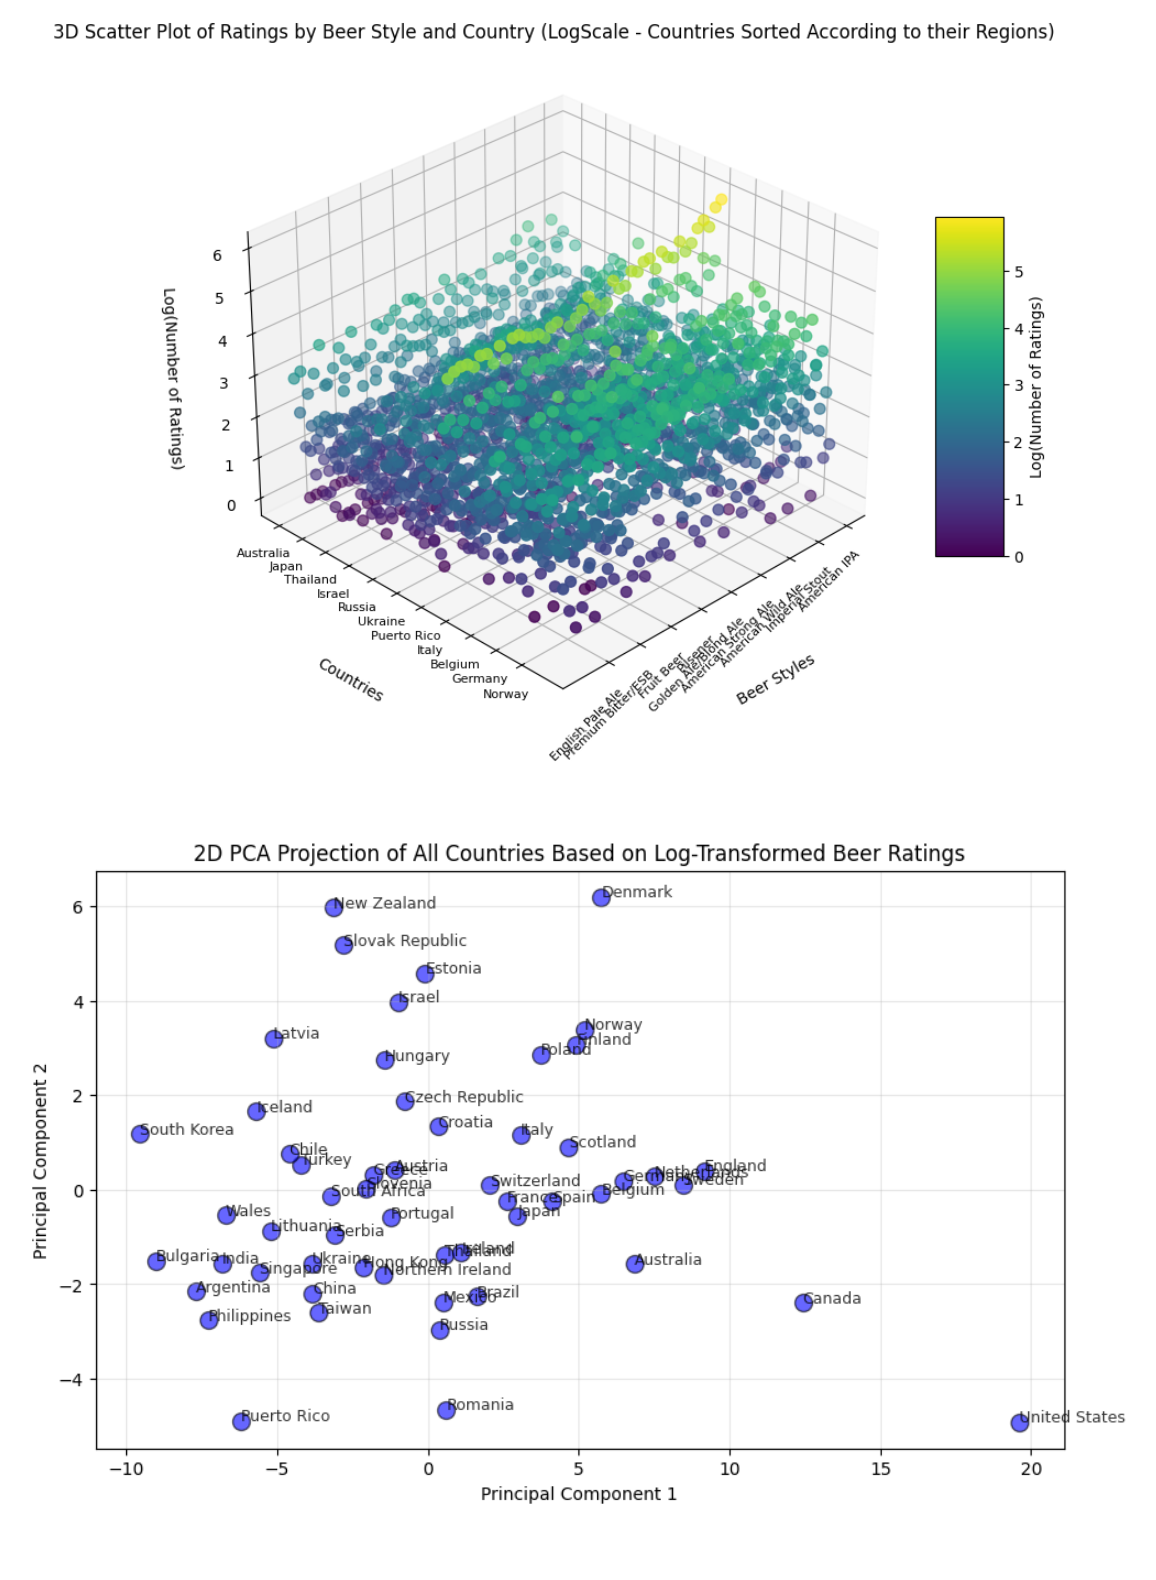 3D Scatter Plot of Ratings by Beer Style and Country (LogScale - Countries Sorted According to their Regions)
6
5
4
3
2
1
0
Log(Number of Ratings)
Australia
Japan
Thailand
Israel
Russia
Ukraine
Puerto Rico
Italy
Belgium
Germany
Norway
Countries
English Pale Ale
Premium Bitter/ESB
Fruit Beer
Pilsener
Golden Ale/Blond Ale
American Strong Ale
American Wild Ale
Imperial Stout
American IPA
Beer Styles
5
4
3
2
1
0
Log(Number of Ratings)
2D PCA Projection of All Countries Based on Log-Transformed Beer Ratings
Denmark
New Zealand
Slovak Republic
Estonia
Israel
Norway
Latvia
Finland
Poland
Hungary
Czech Republic
Iceland
Croatia
South Korea
Italy
Scotland
Chile
Turkey
Austria
Greece
England
Netherlands
Germany
Sweden
Slovenia
Switzerland
South Africa
Belgium
France
Spain
Wales
Portugal
Japan
Lithuania
Serbia
Ireland
Thailand
Bulgaria
India
Ukraine
Hong Kong
Australia
Singapore
Northern Ireland
Argentina
China
Brazil
Mexico
Canada
Taiwan
Philippines
Russia
Romania
Puerto Rico
United States
6
4
2
0
−2
−4
Principal Component 2
−10
−5
0
5
10
15
20
Principal Component 1